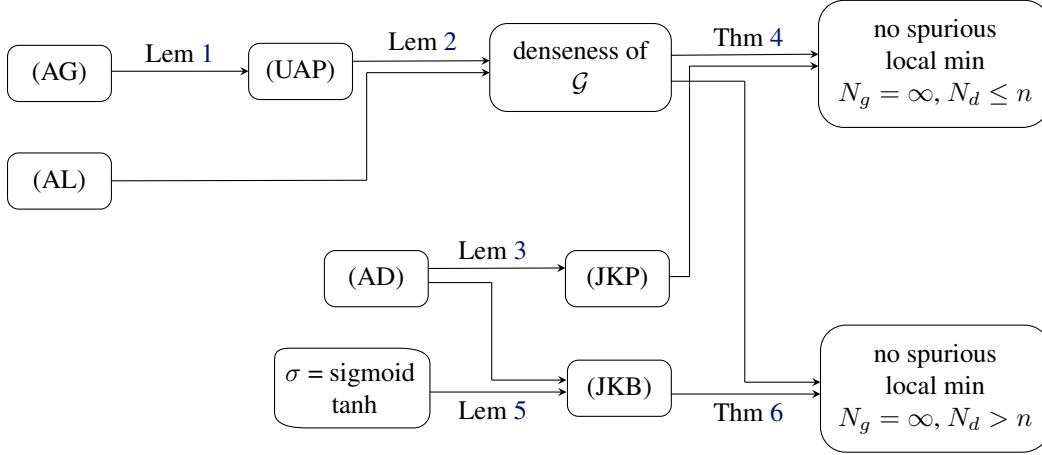 (AG)
Lem 1
(UAP)
Lem 2
denseness of
𝒢
Thm 4
no spurious
local min
N_g = ∞, N_d ≤ n
(AL)
(AD)
Lem 3
(JKP)
σ = sigmoid
tanh
Lem 5
(JKB)
Thm 6
no spurious
local min
N_g = ∞, N_d > n